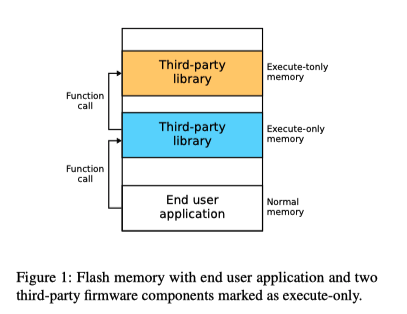 Third-party
library
Execute-tonly
memory
Function
call
Third-party
library
Execute-only
memory
Function
call
End user
application
Normal
memory
Figure 1: Flash memory with end user application and two
third-party firmware components marked as execute-only.